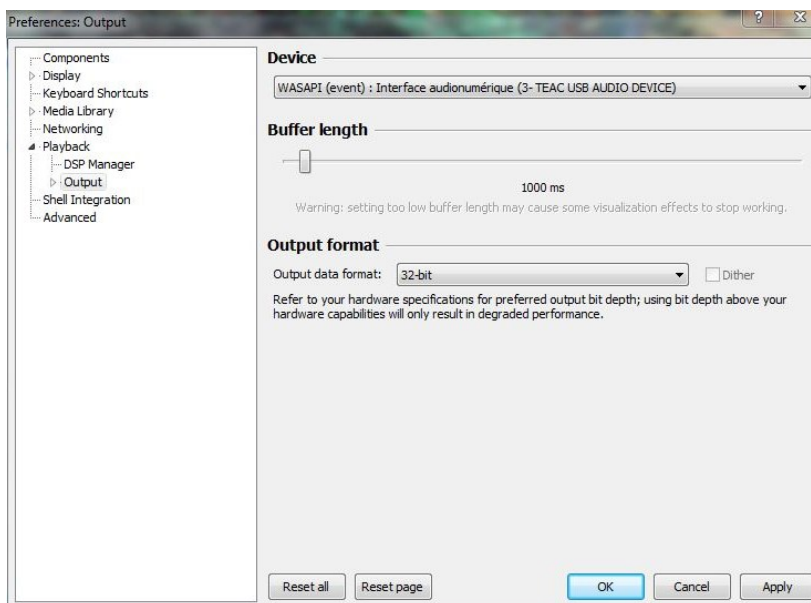 Preferences: Output
Components
Display
Keyboard Shortcuts
Media Library
Networking
Playback
DSP Manager
Output
Shell Integration
Advanced
Device
WASAPI (event) : Interface audionumérique (3- TEAC USB AUDIO DEVICE)
Buffer length
1000 ms
Warning: setting too low buffer length may cause some visualization effects to stop working.
Output format
Output data format: 32-bit Dither
Refer to your hardware specifications for preferred output bit depth; using bit depth above your
hardware capabilities will only result in degraded performance.
Reset all Reset page OK Cancel Apply